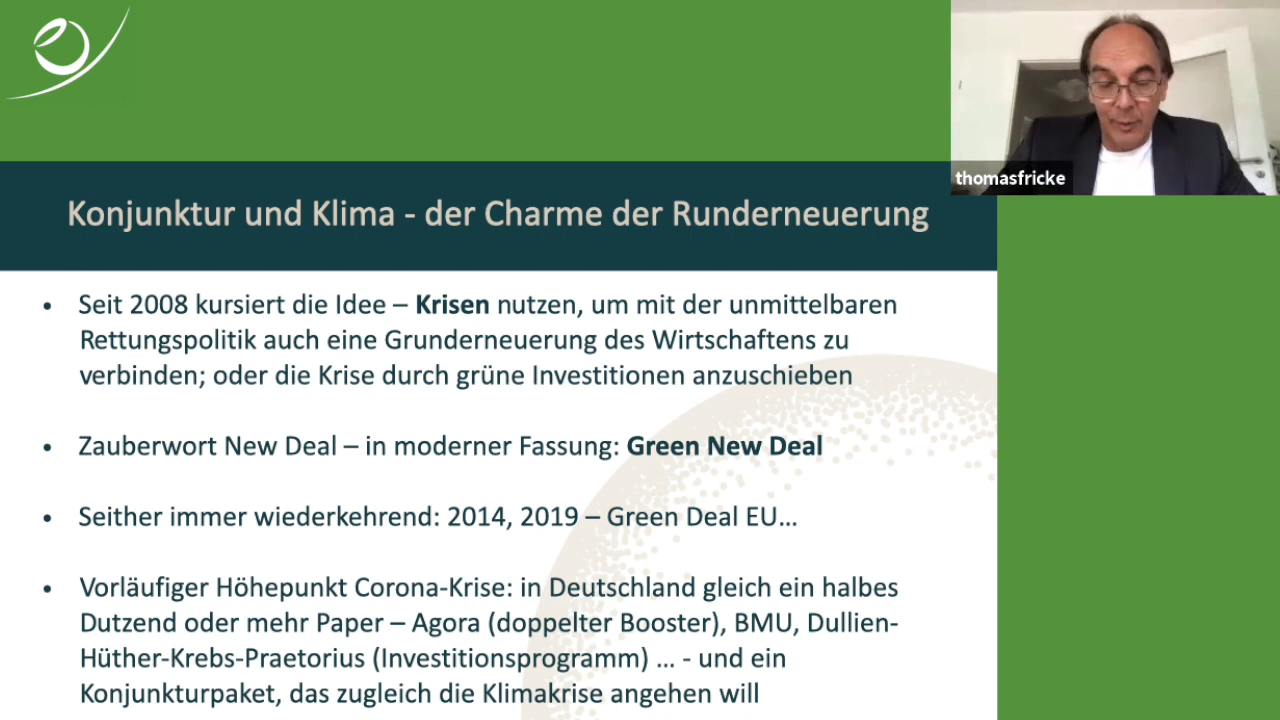 thomasfricke
Konjunktur und Klima - der Charme der Runderneuerung
• Seit 2008 kursiert die Idee – Krisen nutzen, um mit der unmittelbaren
Rettungspolitik auch eine Grunderneuerung des Wirtschaftens zu
verbinden; oder die Krise durch grüne Investitionen anzuschieben
• Zauberwort New Deal – in moderner Fassung: Green New Deal
• Seither immer wiederkehrend: 2014, 2019 – Green Deal EU...
• Vorläufiger Höhepunkt Corona-Krise: in Deutschland gleich ein halbes
Dutzend oder mehr Paper – Agora (doppelter Booster), BMU, Dullien-
Hüther-Krebs-Praetorius (Investitionsprogramm) ... - und ein
Konjunkturpaket, das zugleich die Klimakrise angehen will